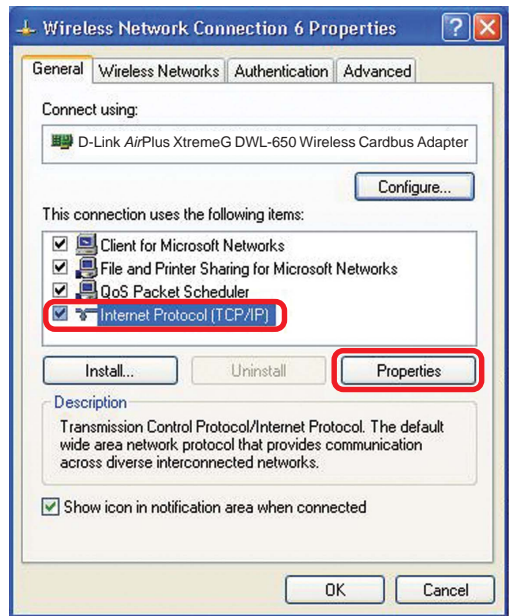 Wireless Network Connection 6 Properties
General Wireless Networks Authentication Advanced
Connect using:
D-Link AirPlus XtremeG DWL-650 Wireless Cardbus Adapter
Configure...
This connection uses the following items:
Client for Microsoft Networks
File and Printer Sharing for Microsoft Networks
QoS Packet Scheduler
Internet Protocol (TCP/IP)
Install... Uninstall Properties
Description
Transmission Control Protocol/Internet Protocol. The default
wide area network protocol that provides communication
across diverse interconnected networks.
Show icon in notification area when connected
OK Cancel